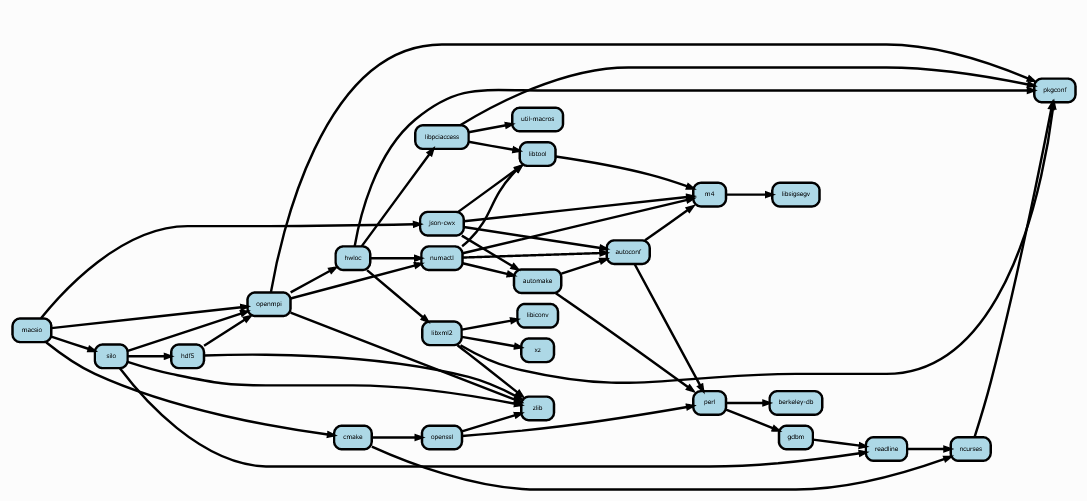 pkgconf
util-macros
libpciaccess
libtool
m4
libsigsegv
json-cwx
autoconf
hwloc
numactl
automake
openmpi
libiconv
macsio
libxml2
xz
silo
hdf5
perl
berkeley-db
zlib
cmake
openssl
gdbm
readline
ncurses